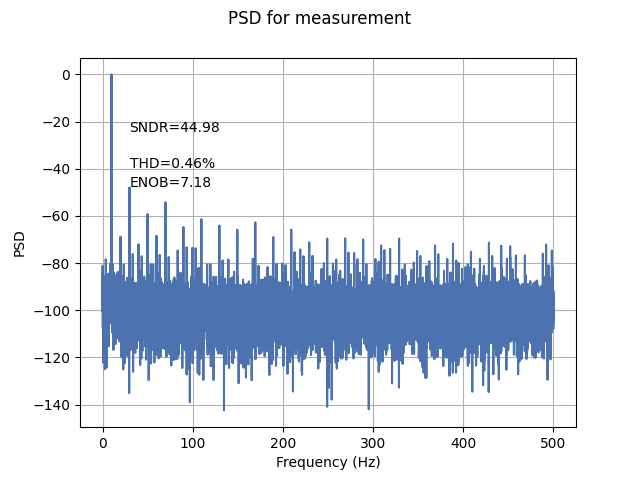 PSD for measurement
0
−20
−40
−60
−80
−100
−120
−140
PSD
SNDR=44.98
THD=0.46%
ENOB=7.18
0
100
200
300
400
500
Frequency (Hz)